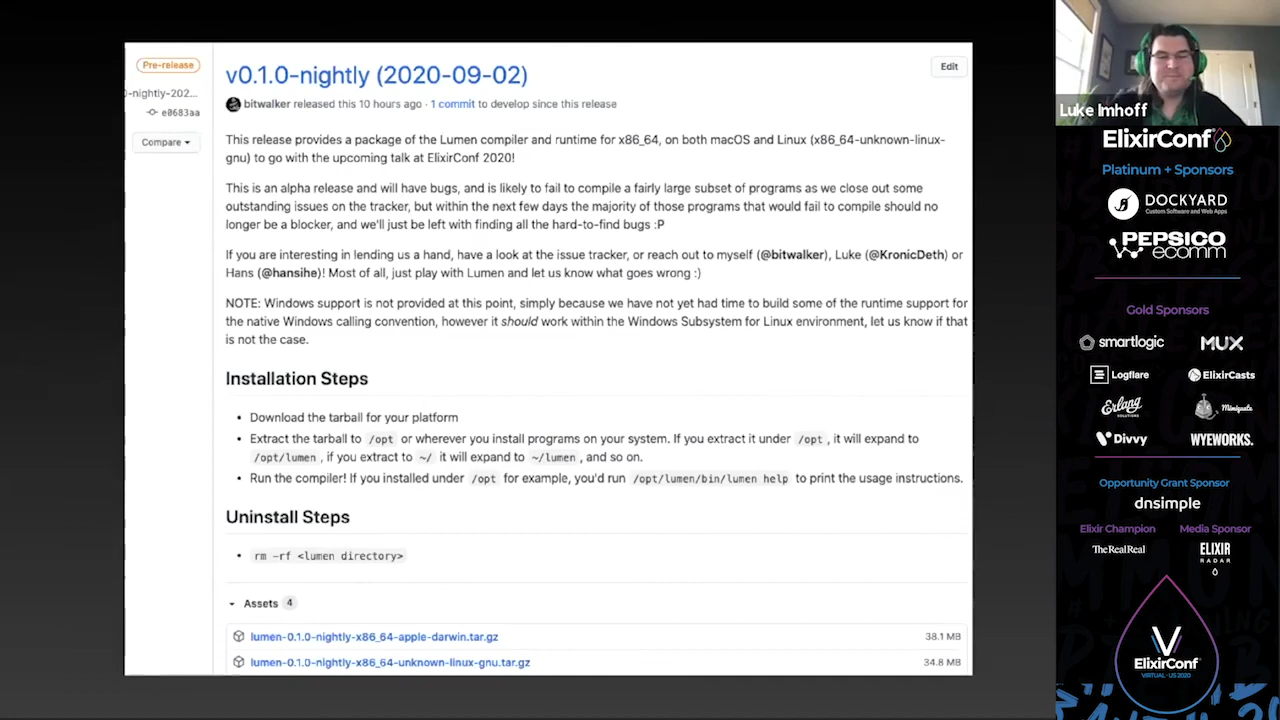 Pre-release
0-nightly-202...
e0683aa
Compare
v0.1.0-nightly (2020-09-02)
Edit
bitwalker released this 10 hours ago · 1 commit to develop since this release
This release provides a package of the Lumen compiler and runtime for x86_64, on both macOS and Linux (x86_64-unknown-linux-
gnu) to go with the upcoming talk at ElixirConf 2020!
This is an alpha release and will have bugs, and is likely to fail to compile a fairly large subset of programs as we close out some
outstanding issues on the tracker, but within the next few days the majority of those programs that would fail to compile should no
longer be a blocker, and we'll just be left with finding all the hard-to-find bugs :P
If you are interesting in lending us a hand, have a look at the issue tracker, or reach out to myself (@bitwalker), Luke (@KronicDeth) or
Hans (@hansihe)! Most of all, just play with Lumen and let us know what goes wrong :)
NOTE: Windows support is not provided at this point, simply because we have not yet had time to build some of the runtime support for
the native Windows calling convention, however it should work within the Windows Subsystem for Linux environment, let us know if that
is not the case.
Installation Steps
• Download the tarball for your platform
• Extract the tarball to /opt or wherever you install programs on your system. If you extract it under /opt , it will expand to
/opt/lumen , if you extract to ~/ it will expand to ~/lumen , and so on.
• Run the compiler! If you installed under /opt for example, you'd run /opt/lumen/bin/lumen help to print the usage instructions.
Uninstall Steps
• rm -rf <lumen directory>
Assets 4
lumen-0.1.0-nightly-x86_64-apple-darwin.tar.gz 38.1 MB
lumen-0.1.0-nightly-x86_64-unknown-linux-gnu.tar.gz 34.8 MB
Luke Imhoff
ElixirConf
Platinum + Sponsors
DOCKYARD
Custom Software and Web Apps
PEPSICO
ecomm
Gold Sponsors
smartlogic MUX
Logflare ElixirCasts
Erlang
SOLUTIONS
Divvy WYEWORKS.
Opportunity Grant Sponsor
dnsimple
Elixir Champion Media Sponsor
TheRealReal ELIXIR
RADAR
ElixirConf
VIRTUAL · US 2020